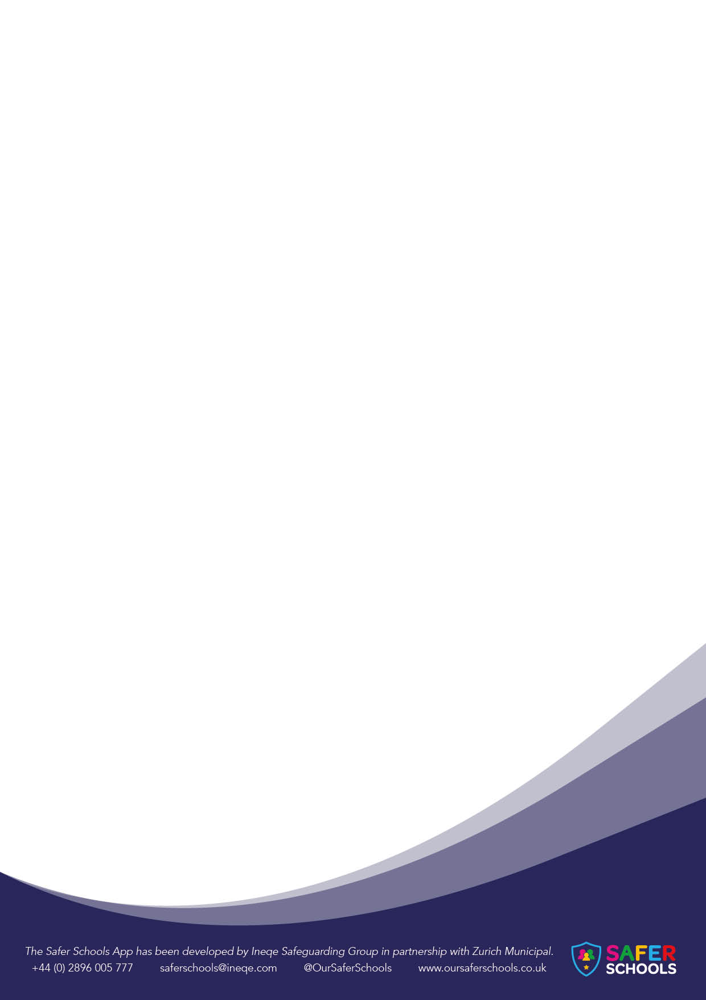 The Safer Schools App has been developed by Ineqe Safeguarding Group in partnership with Zurich Municipal.
+44 (0) 2896 005 777 saferschools@ineqe.com @OurSaferSchools www.oursaferschools.co.uk
SAFER
SCHOOLS